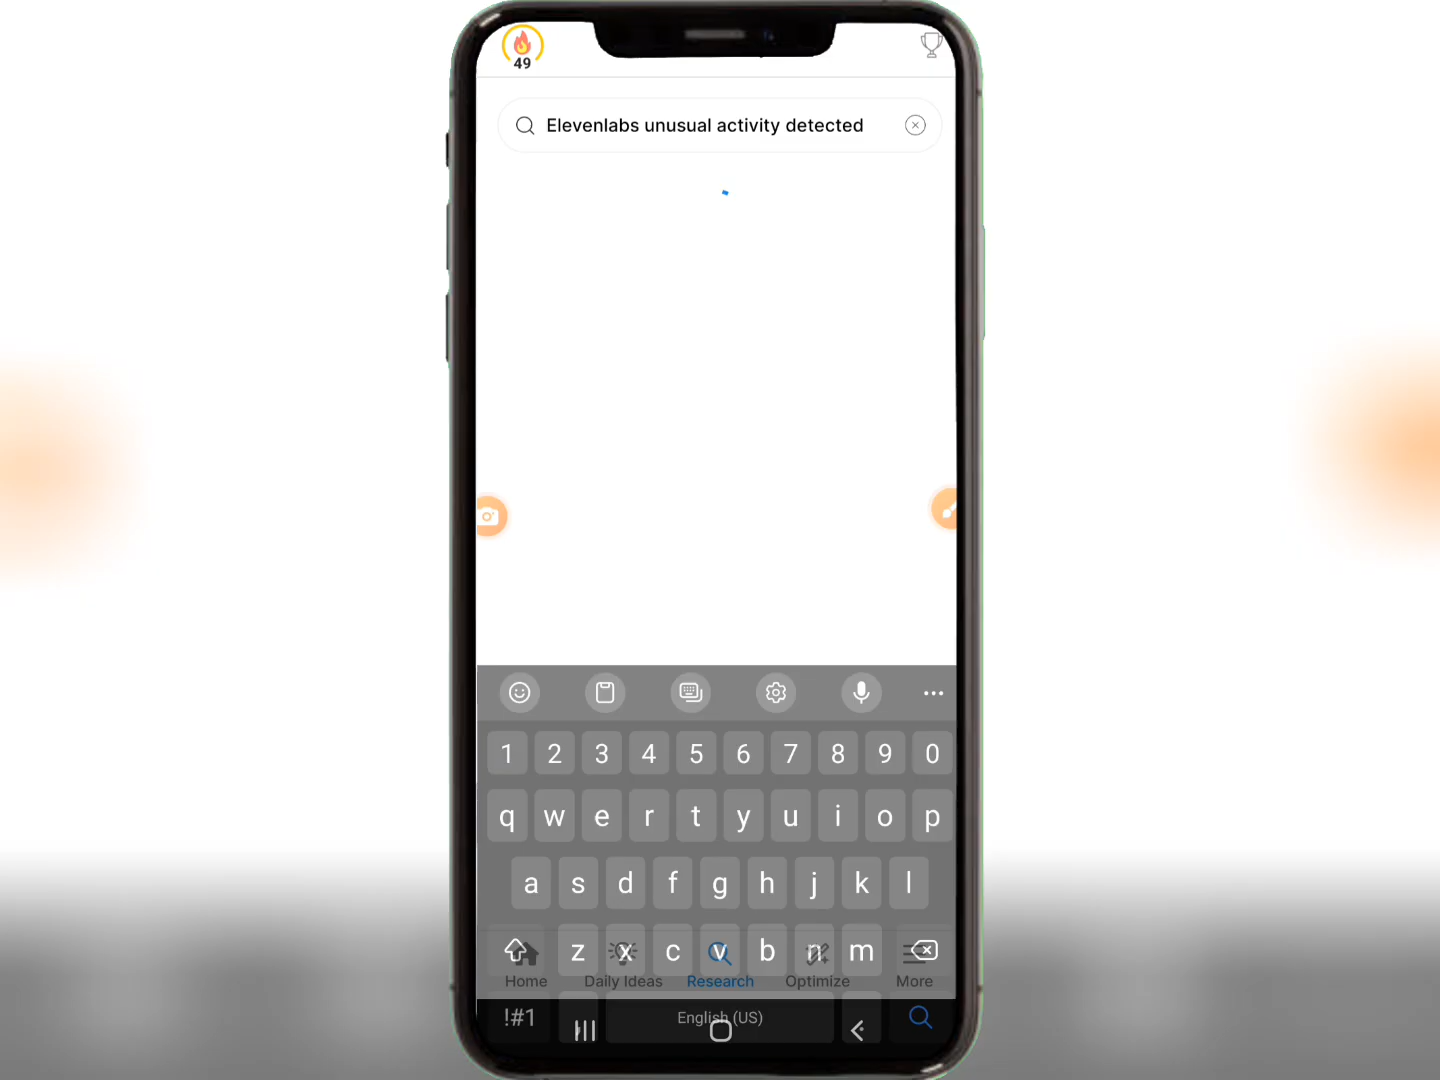 49
Elevenlabs unusual activity detected
1 2 3 4 5 6 7 8 9 0
q w e r t y u i o p
a s d f g h j k l
z x c v b n m
Home Daily Ideas Research Optimize More
!#1 English (US)